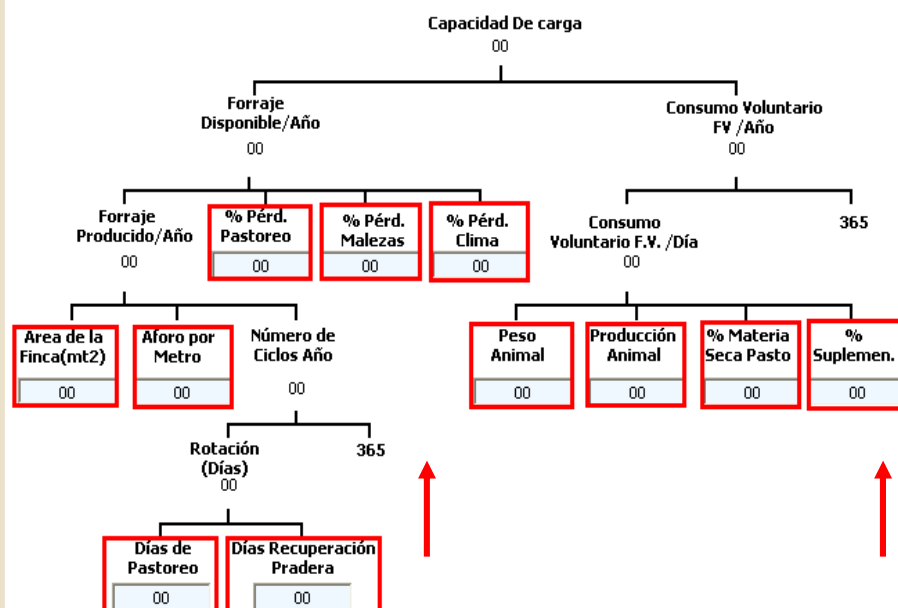 Capacidad De carga
00
Forraje
Disponible/Año
00
Consumo Voluntario
FV /Año
00
Forraje
Producido/Año
00
% Pérd.
Pastoreo
00
% Pérd.
Malezas
00
% Pérd.
Clima
00
Consumo
Voluntario F.V. /Día
00
365
Area de la
Finca(mt2)
00
Aforo por
Metro
00
Número de
Ciclos Año
00
Peso
Animal
00
Producción
Animal
00
% Materia
Seca Pasto
00
%
Suplemen.
00
Rotación
(Días)
00
365
Días de
Pastoreo
00
Días Recuperación
Pradera
00